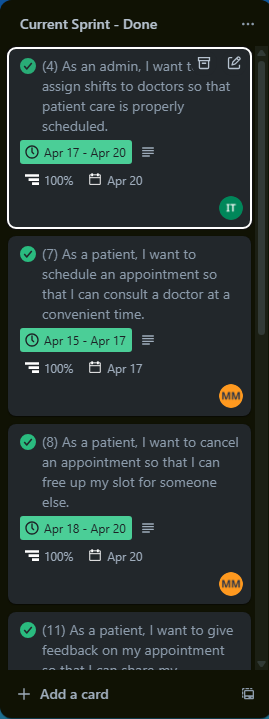 Current Sprint - Done
(4) As an admin, I want
assign shifts to doctors so that
patient care is properly
scheduled.
Apr 17 - Apr 20
100% Apr 20
IT
(7) As a patient, I want to
schedule an appointment so
that I can consult a doctor at a
convenient time.
Apr 15 - Apr 17
100% Apr 17
MM
(8) As a patient, I want to cancel
an appointment so that I can
free up my slot for someone
else.
Apr 18 - Apr 20
100% Apr 20
MM
(11) As a patient, I want to give
feedback on my appointment
so that I can share my
Add a card